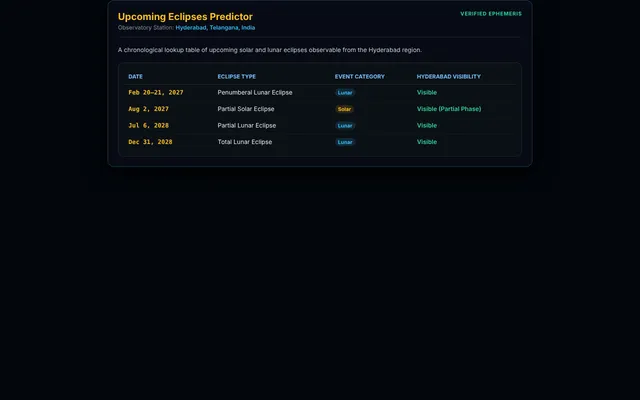 Upcoming Eclipses Predictor
VERIFIED EPHEMERIS
Observatory Station: Hyderabad, Telangana, India
A chronological lookup table of upcoming solar and lunar eclipses observable from the Hyderabad region.
DATE ECLIPSE TYPE EVENT CATEGORY HYDERABAD VISIBILITY
Feb 20–21, 2027 Penumbral Lunar Eclipse Lunar Visible
Aug 2, 2027 Partial Solar Eclipse Solar Visible (Partial Phase)
Jul 6, 2028 Partial Lunar Eclipse Lunar Visible
Dec 31, 2028 Total Lunar Eclipse Lunar Visible